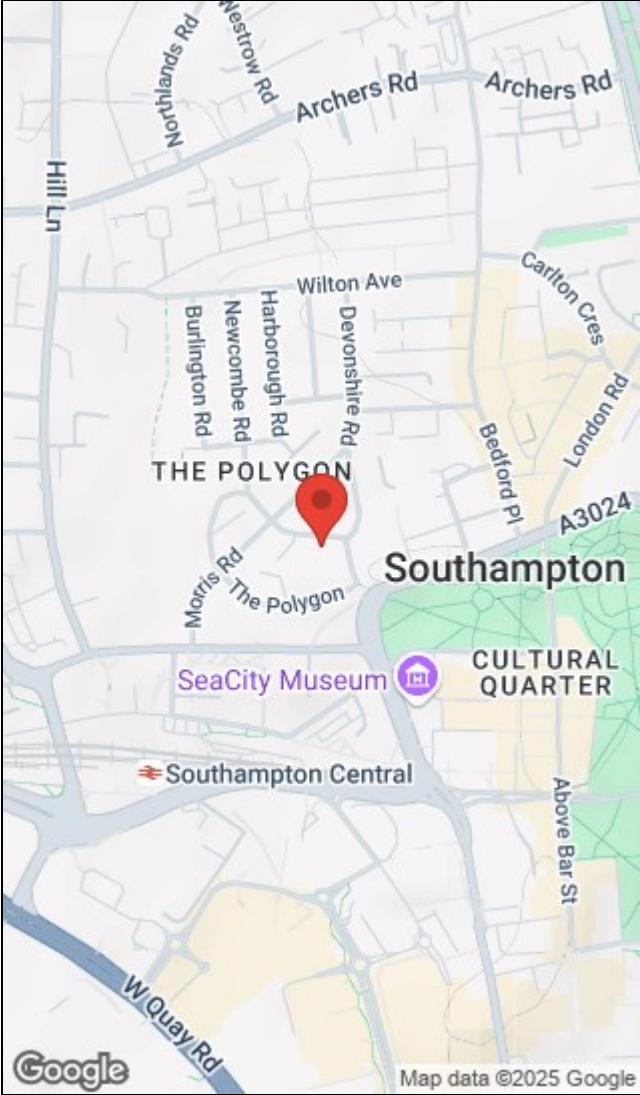 Northlands Rd
Westrow Rd
Archers Rd
Archers Rd
Hill Ln
Wilton Ave
Carlton Cres
Burlington Rd
Newcombe Rd
Harborough Rd
Devonshire Rd
London Rd
Bedford Pl
THE POLYGON
A3024
Southampton
Morris Rd
The Polygon
CULTURAL
QUARTER
SeaCity Museum
Southampton Central
Above Bar St
W Quay Rd
Google
Map data ©2025 Google